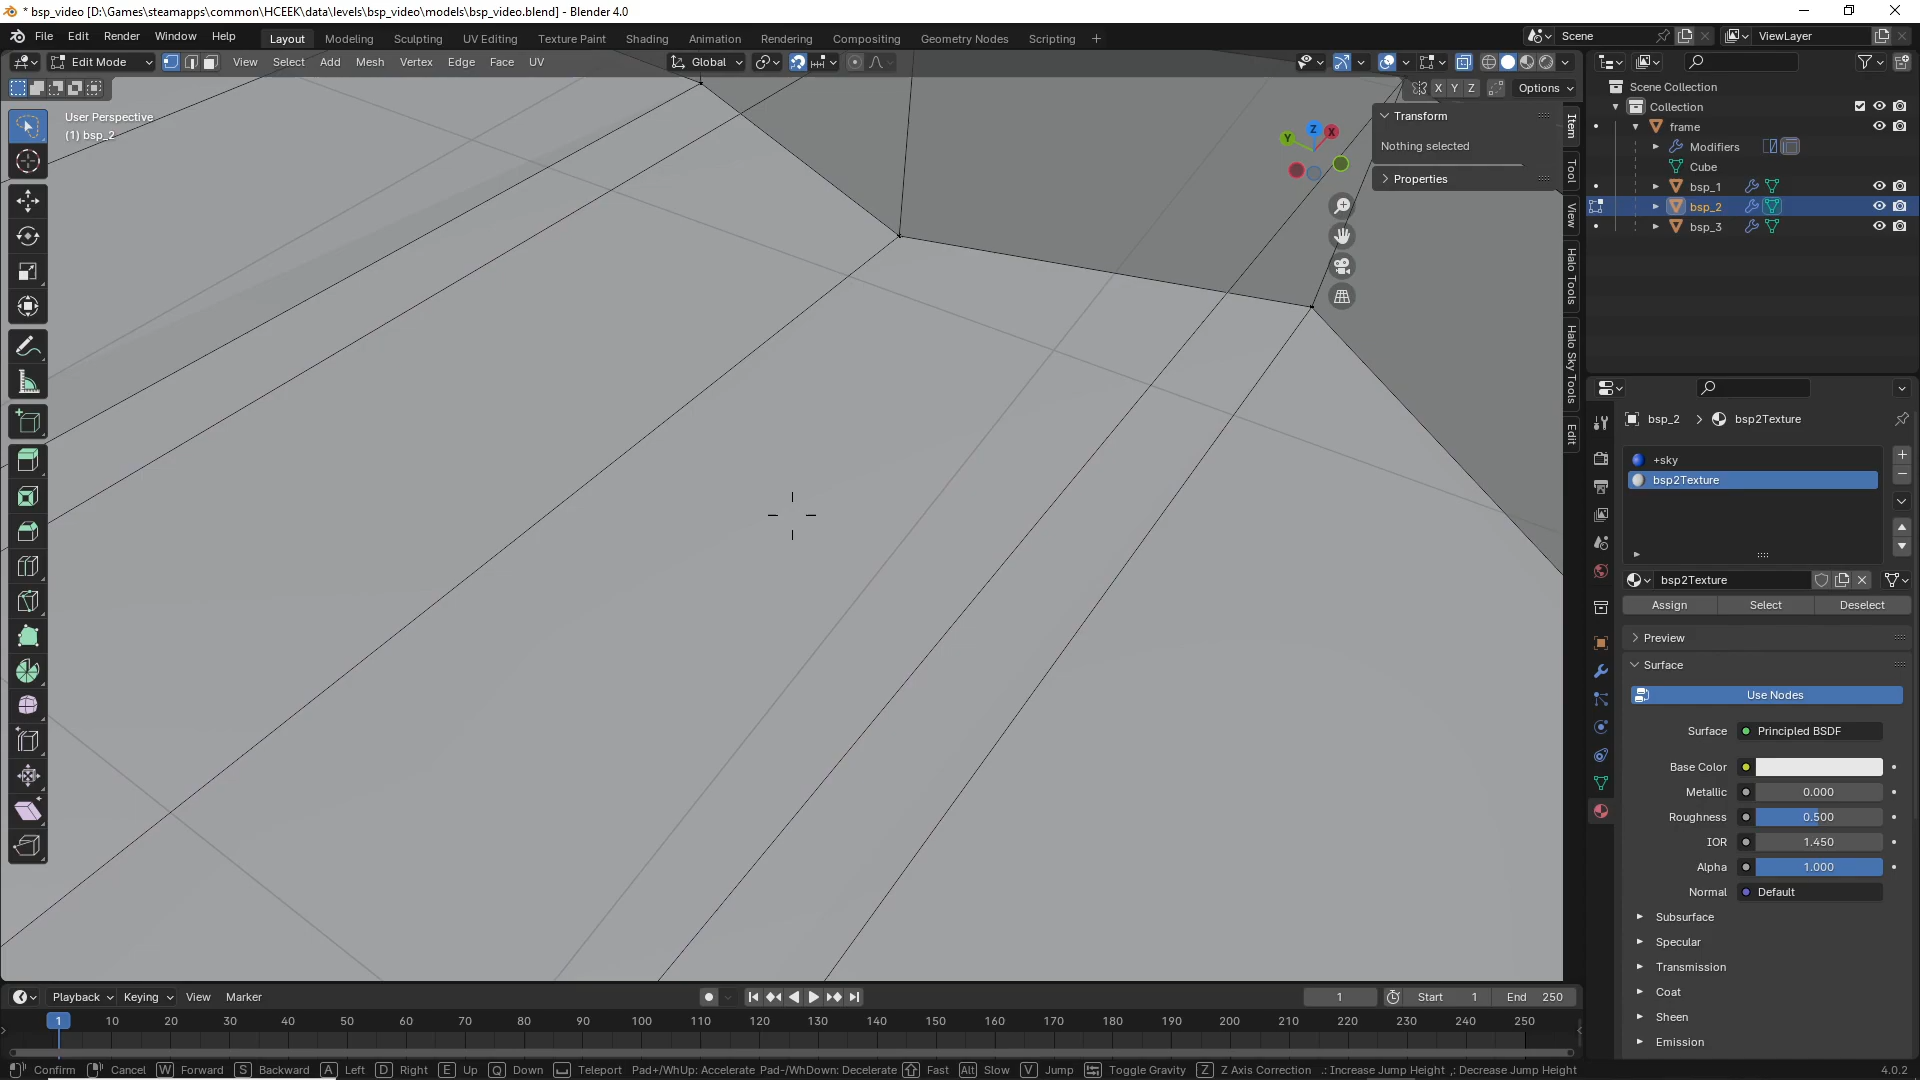 * bsp_video [D:\Games\steamapps\common\HCEEK\data\levels\bsp_video\models\bsp_video.blend] - Blender 4.0
File Edit Render Window Help
Layout Modeling Sculpting UV Editing Texture Paint Shading Animation Rendering Compositing Geometry Nodes Scripting +
Scene
ViewLayer
Edit Mode
View Select Add Mesh Vertex Edge Face UV
Global
X Y Z
Options
User Perspective
(1) bsp_2
Z
X
Y
Transform
Nothing selected
Properties
Item
Tool
View
Halo Tools
Halo Sky Tools
Edit
Scene Collection
Collection
frame
Modifiers
Cube
bsp_1
bsp_2
bsp_3
bsp_2 > bsp2Texture
+sky
bsp2Texture
bsp2Texture
Assign Select Deselect
Preview
Surface
Use Nodes
Surface Principled BSDF
Base Color
Metallic 0.000
Roughness 0.500
IOR 1.450
Alpha 1.000
Normal Default
Subsurface
Specular
Transmission
Coat
Sheen
Emission
Playback Keying View Marker
1
Start 1
End 250
1 10 20 30 40 50 60 70 80 90 100 110 120 130 140 150 160 170 180 190 200 210 220 230 240 250
Confirm Cancel W Forward S Backward A Left D Right E Up Q Down Teleport Pad+/WhUp: Accelerate Pad-/WhDown: Decelerate Fast Alt Slow V Jump Toggle Gravity Z Z Axis Correction .: Increase Jump Height ,: Decrease Jump Height
4.0.2